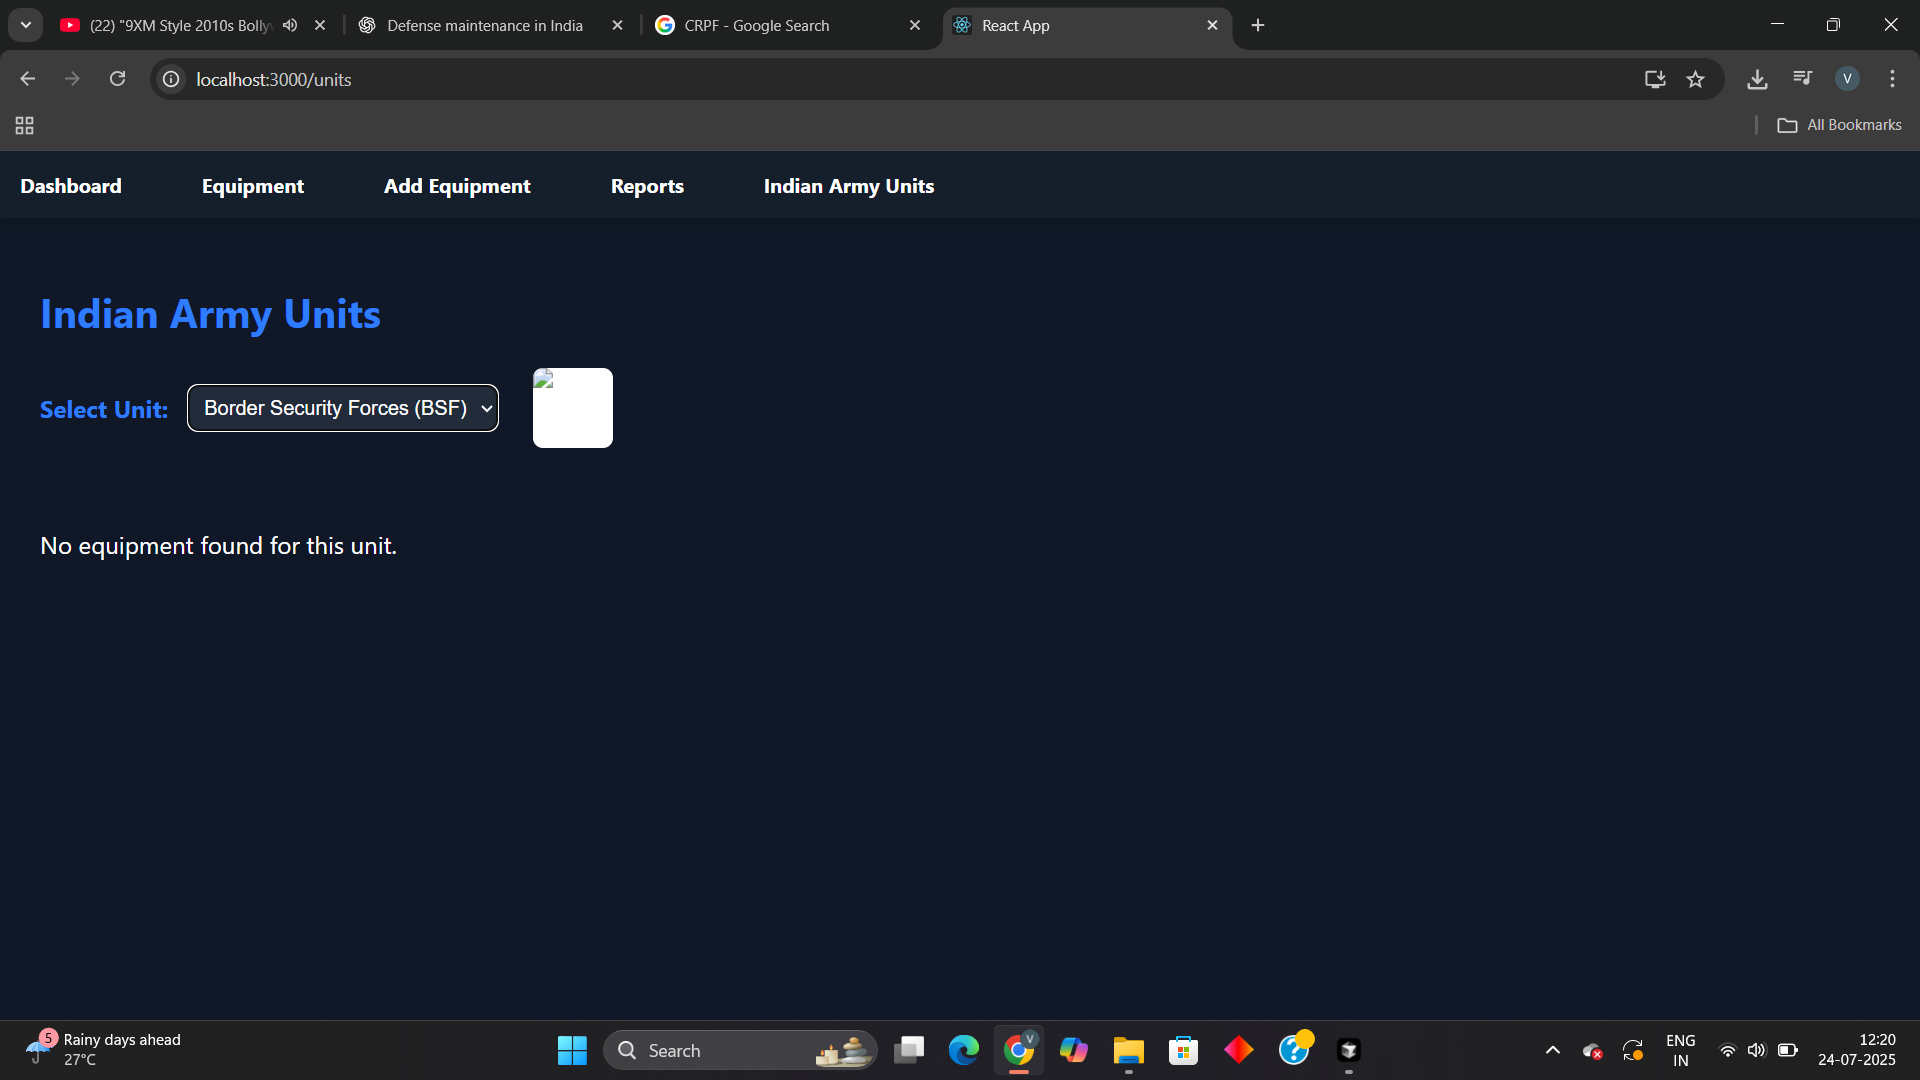 (22) "9XM Style 2010s Bolly
Defense maintenance in India
CRPF - Google Search
React App
localhost:3000/units
V
All Bookmarks
Dashboard
Equipment
Add Equipment
Reports
Indian Army Units
Indian Army Units
Select Unit:
Border Security Forces (BSF)
No equipment found for this unit.
5
Rainy days ahead
27°C
Search
V
ENG
IN
12:20
24-07-2025